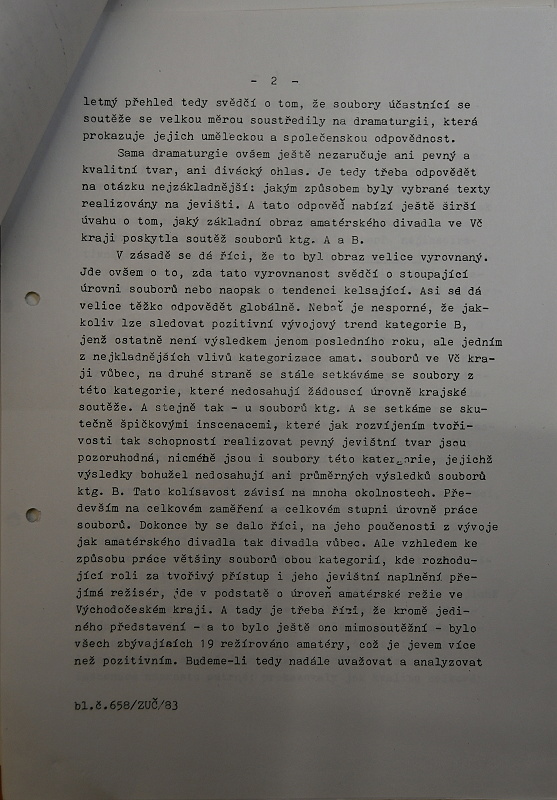 - 2 -
letmý přehled tedy svědčí o tom, že soubory účastnící se
soutěže se velkou měrou soustředily na dramaturgii, která
prokazuje jejich uměleckou a společenskou odpovědnost.
Sama dramaturgie ovšem ještě nezaručuje ani pevný a
kvalitní tvar, ani divácký ohlas. Je tedy třeba odpovědět
na otázku nejzákladnější: jakým způsobem byly vybrané texty
realizovány na jevišti. A tato odpověď nabízí ještě širší
úvahu o tom, jaký základní obraz amatérského divadla ve Vč
kraji poskytla soutěž souborů ktg. A a B.
V zásadě se dá říci, že to byl obraz velice vyrovnaný.
Jde ovšem o to, zda tato vyrovnanost svědčí o stoupající
úrovni souborů nebo naopak o tendenci kelsající. Asi se dá
velice těžko odpovědět globálně. Neboť je nesporné, že jak-
koliv lze sledovat pozitivní vývojový trend kategorie B,
jenž ostatně není výsledkem jenom posledního roku, ale jedním
z nejkladnějších vlivů kategorizace amat. souborů ve Vč kra-
ji vůbec, na druhé straně se stále setkáváme se soubory z
této kategorie, které nedosahují žádouscí úrovně krajské
soutěže. A stejně tak - u souborů ktg. A se setkáme se sku-
tečně špičkovými inscenacemi, které jak rozvíjením tvoři-
vosti tak schopností realizovat pevný jevištní tvar jsou
pozoruhodná, nicméně jsou i soubory této kategorie, jejichž
výsledky bohužel nedosahují ani průměrných výsledků souborů
ktg. B. Tato kolísavost závisí na mnoha okolnostech. Pře-
devším na celkovém zaměření a celkovém stupni úrovně práce
souborů. Dokonce by se dalo říci, na jeho poučenosti z vývoje
jak amatérského divadla tak divadla vůbec. Ale vzhledem ke
způsobu práce většiny souborů obou kategorií, kde rozhodu-
jící roli za tvořivý přístup i jeho jevištní naplnění pře-
jímá režisér, jde v podstatě o úroveň amatérské režie ve
Východočeském kraji. A tady je třeba říci, že kromě jedi-
ného představení - a to bylo ještě ono mimosoutěžní - bylo
všech zbývajících 19 režírováno amatéry, což je jevem více
než pozitivním. Budeme-li tedy nadále uvažovat a analyzovat
bl.č.658/ZUČ/83